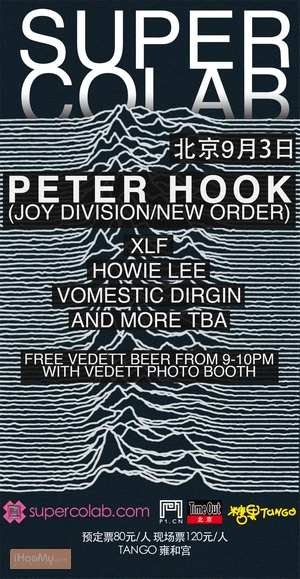 SUPER
COLAB
北京9月3日
PETER HOOK
(JOY DIVISION/NEW ORDER)
XLF
HOWIE LEE
VOMESTIC DIRGIN
AND MORE TBA
FREE VEDETT BEER FROM 9-10PM
WITH VEDETT PHOTO BOOTH
supercolab.com
P1.CN
TimeOut
北京
糖果TANGO
预定票80元/人 现场票120元/人
TANGO 雍和宫
iHooMy.com